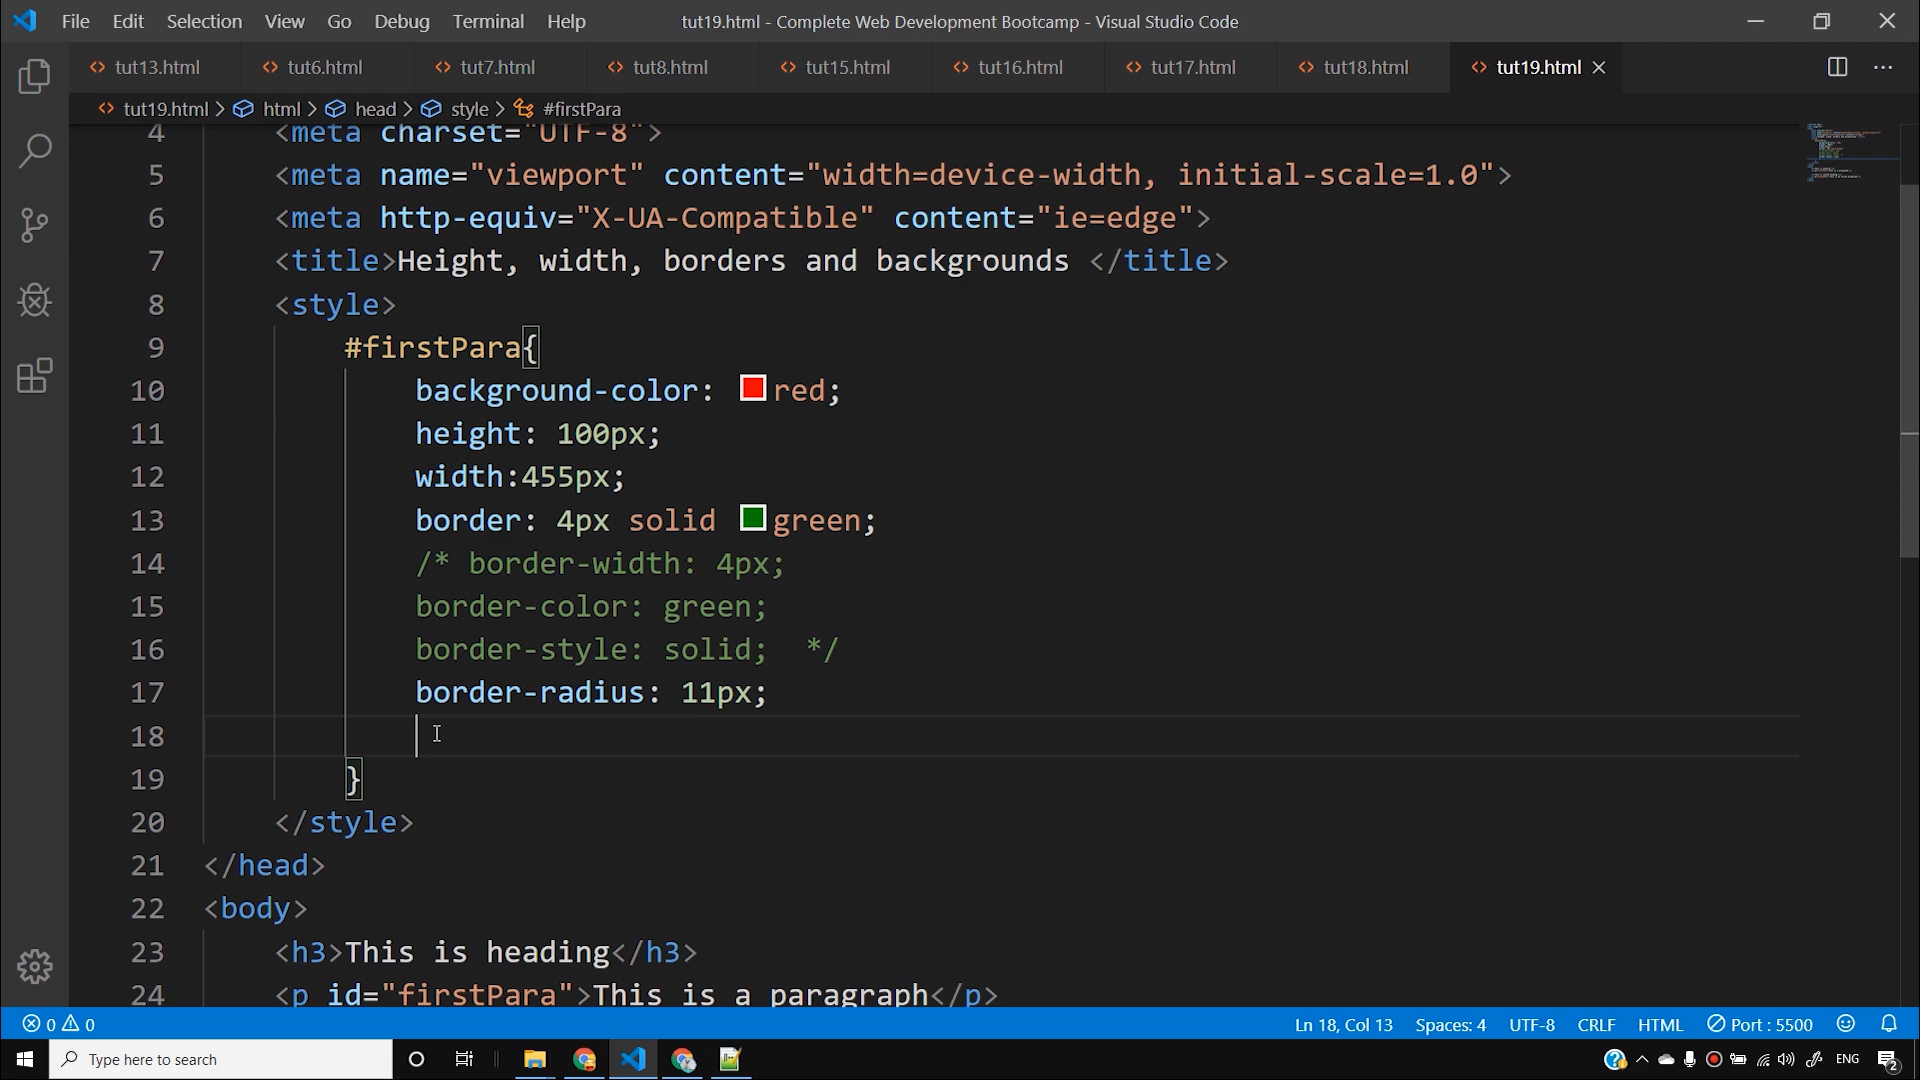 File Edit Selection View Go Debug Terminal Help tut19.html - Complete Web Development Bootcamp - Visual Studio Code
tut13.html tut6.html tut7.html tut8.html tut15.html tut16.html tut17.html tut18.html tut19.html
tut19.html > html > head > style > #firstPara
4 <meta charset="UTF-8">
5 <meta name="viewport" content="width=device-width, initial-scale=1.0">
6 <meta http-equiv="X-UA-Compatible" content="ie=edge">
7 <title>Height, width, borders and backgrounds </title>
8 <style>
9 #firstPara{
10 background-color: red;
11 height: 100px;
12 width:455px;
13 border: 4px solid green;
14 /* border-width: 4px;
15 border-color: green;
16 border-style: solid;  */
17 border-radius: 11px;
18
19 }
20 </style>
21 </head>
22 <body>
23 <h3>This is heading</h3>
24 <p id="firstPara">This is a paragraph</p>
0 0 Ln 18, Col 13 Spaces: 4 UTF-8 CRLF HTML Port : 5500
Type here to search ENG 2